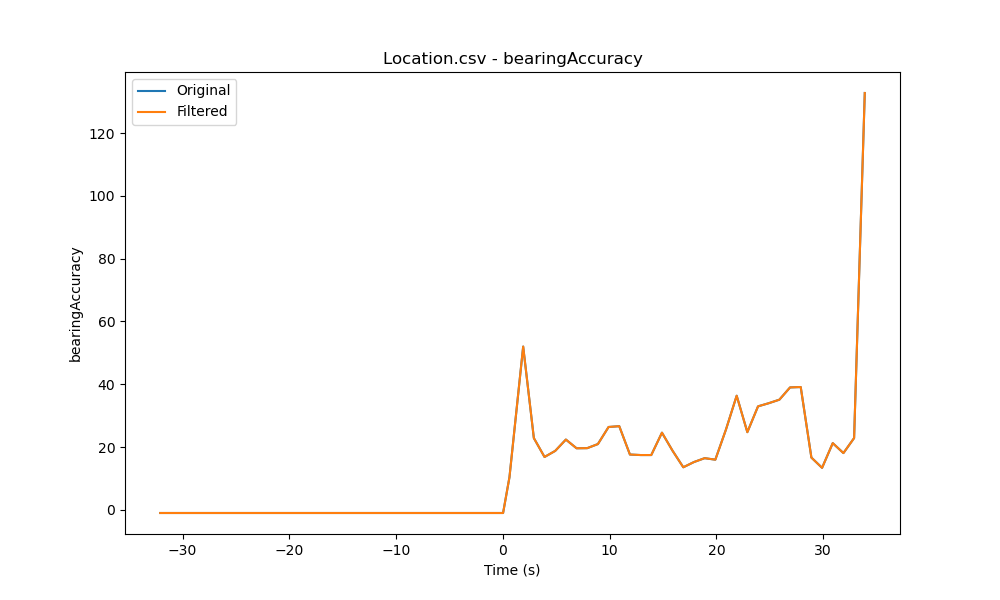 Location.csv - bearingAccuracy
Original
Filtered
120
100
80
60
40
20
0
bearingAccuracy
−30
−20
−10
0
10
20
30
Time (s)